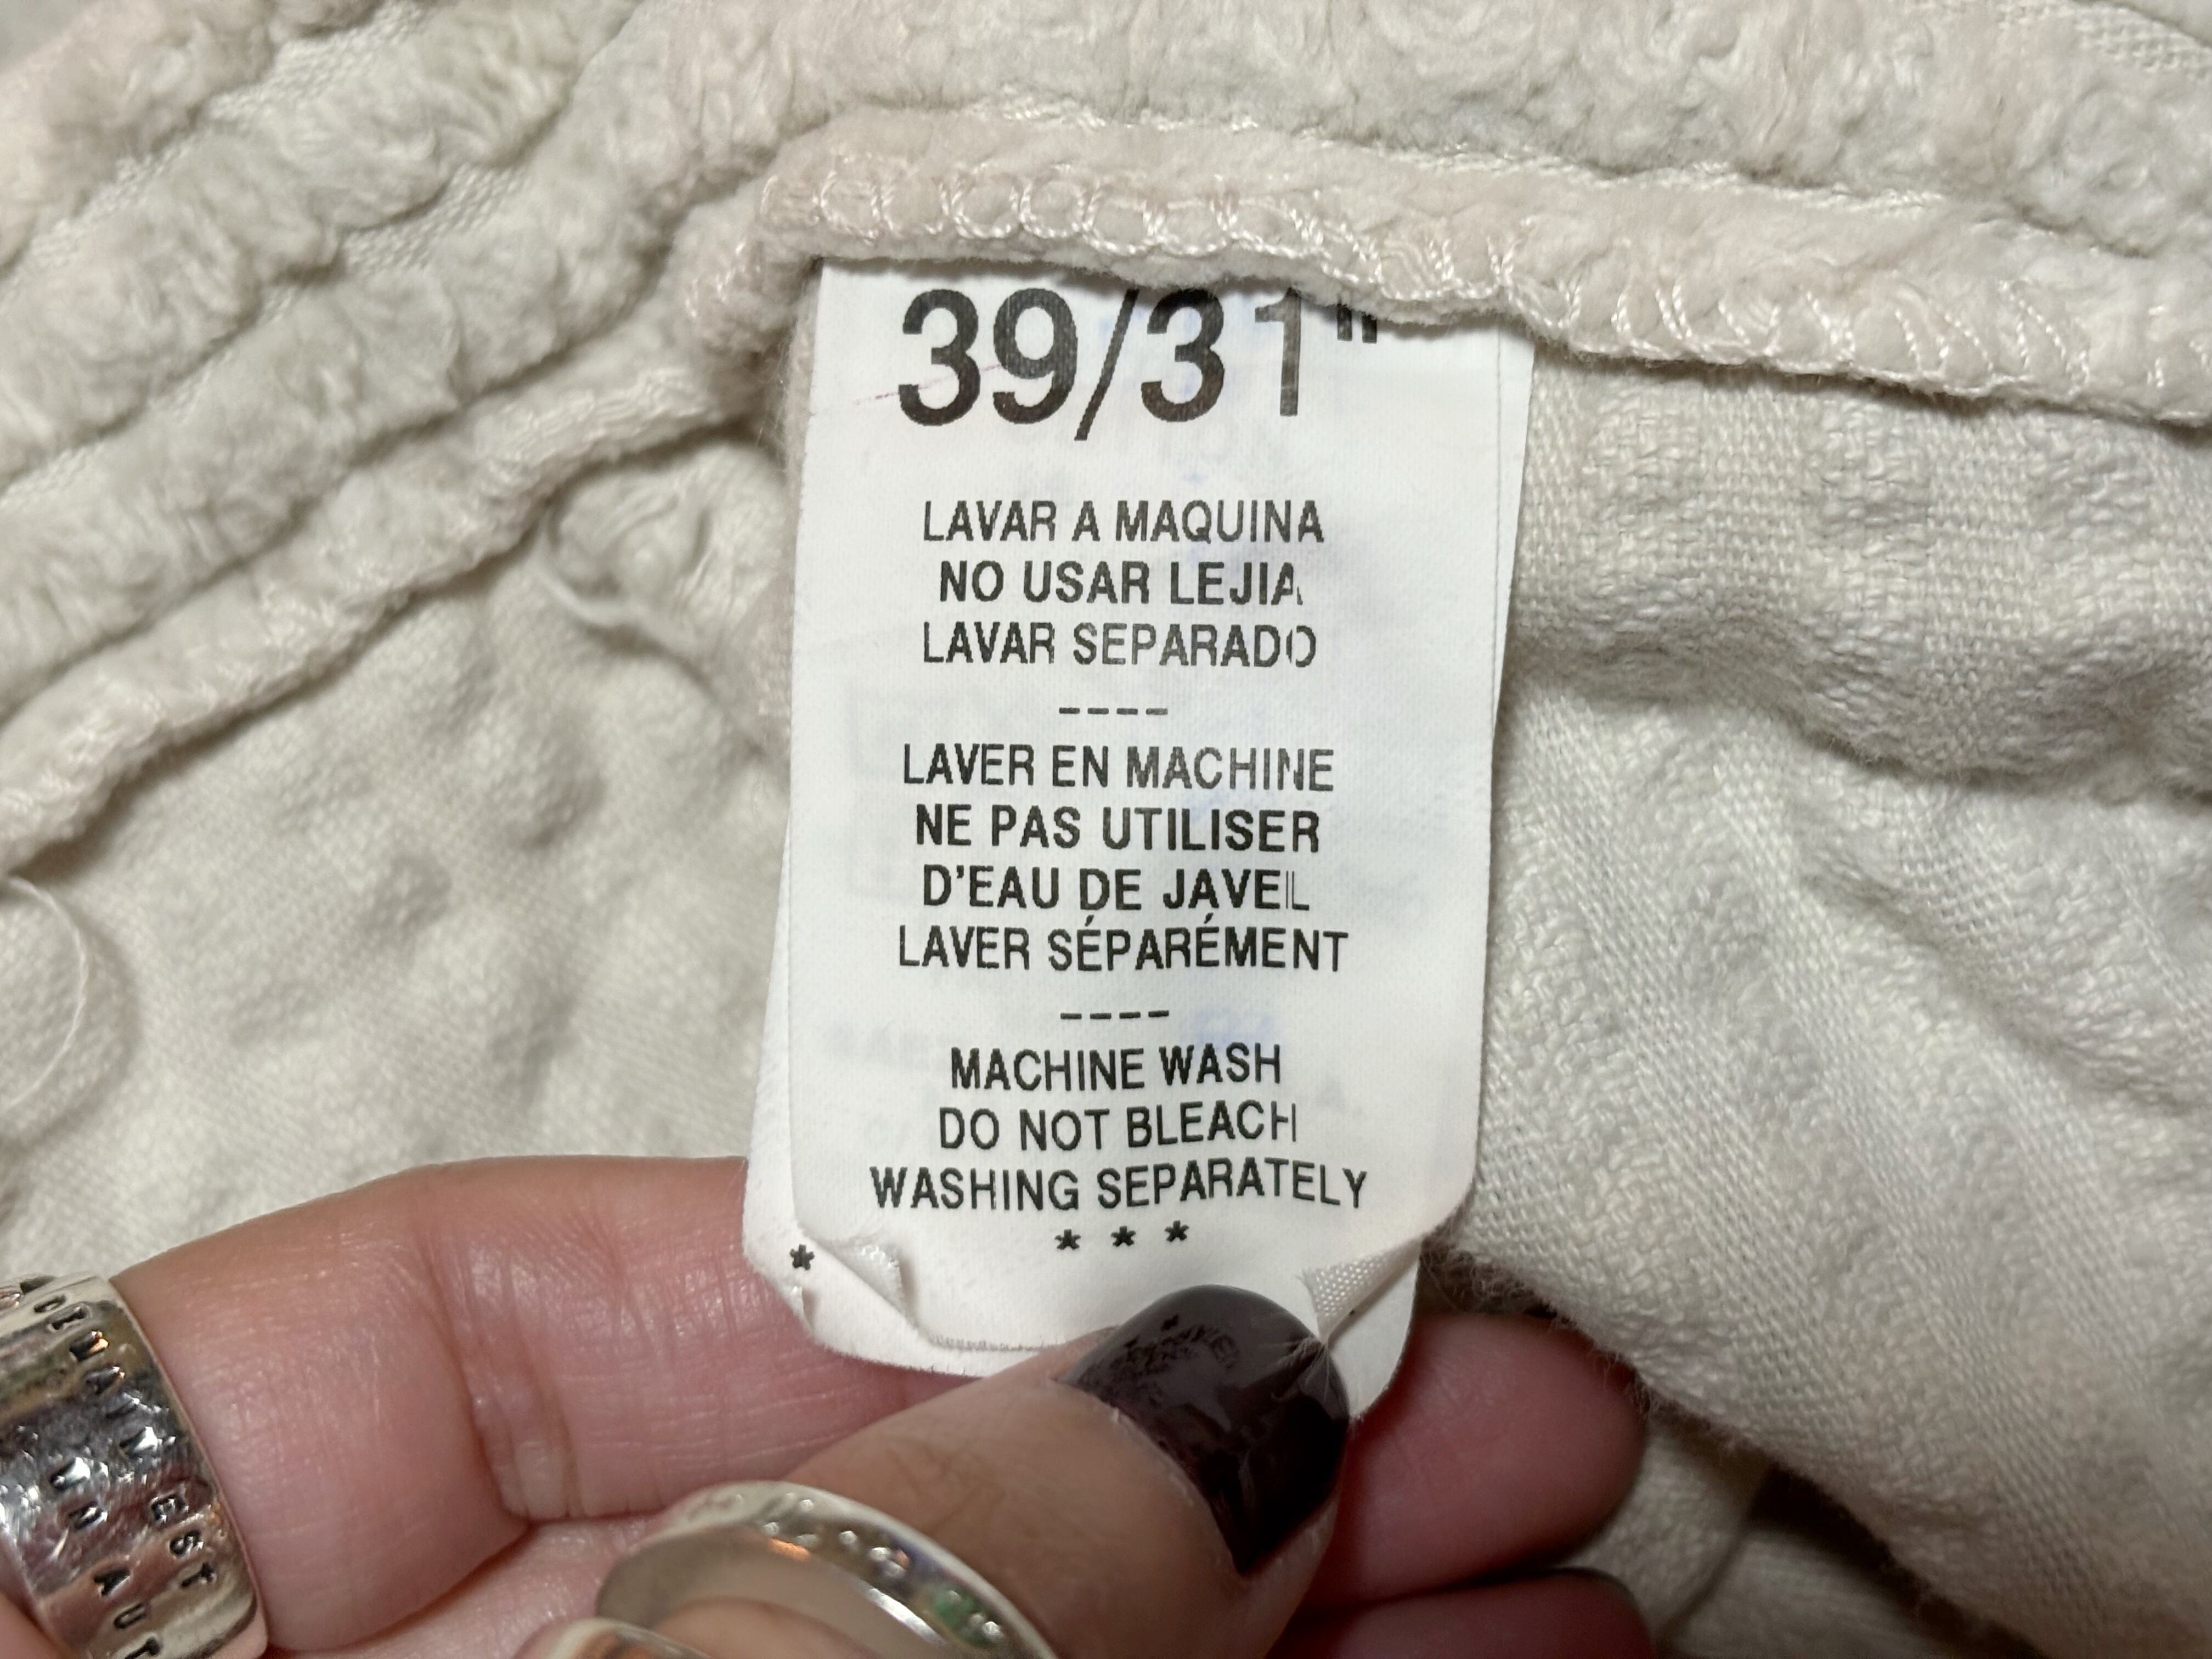 39/31"
LAVAR A MAQUINA
NO USAR LEJIA
LAVAR SEPARADO
----
LAVER EN MACHINE
NE PAS UTILISER
D'EAU DE JAVEL
LAVER SÉPARÉMENT
----
MACHINE WASH
DO NOT BLEACH
WASHING SEPARATELY
* * *
*